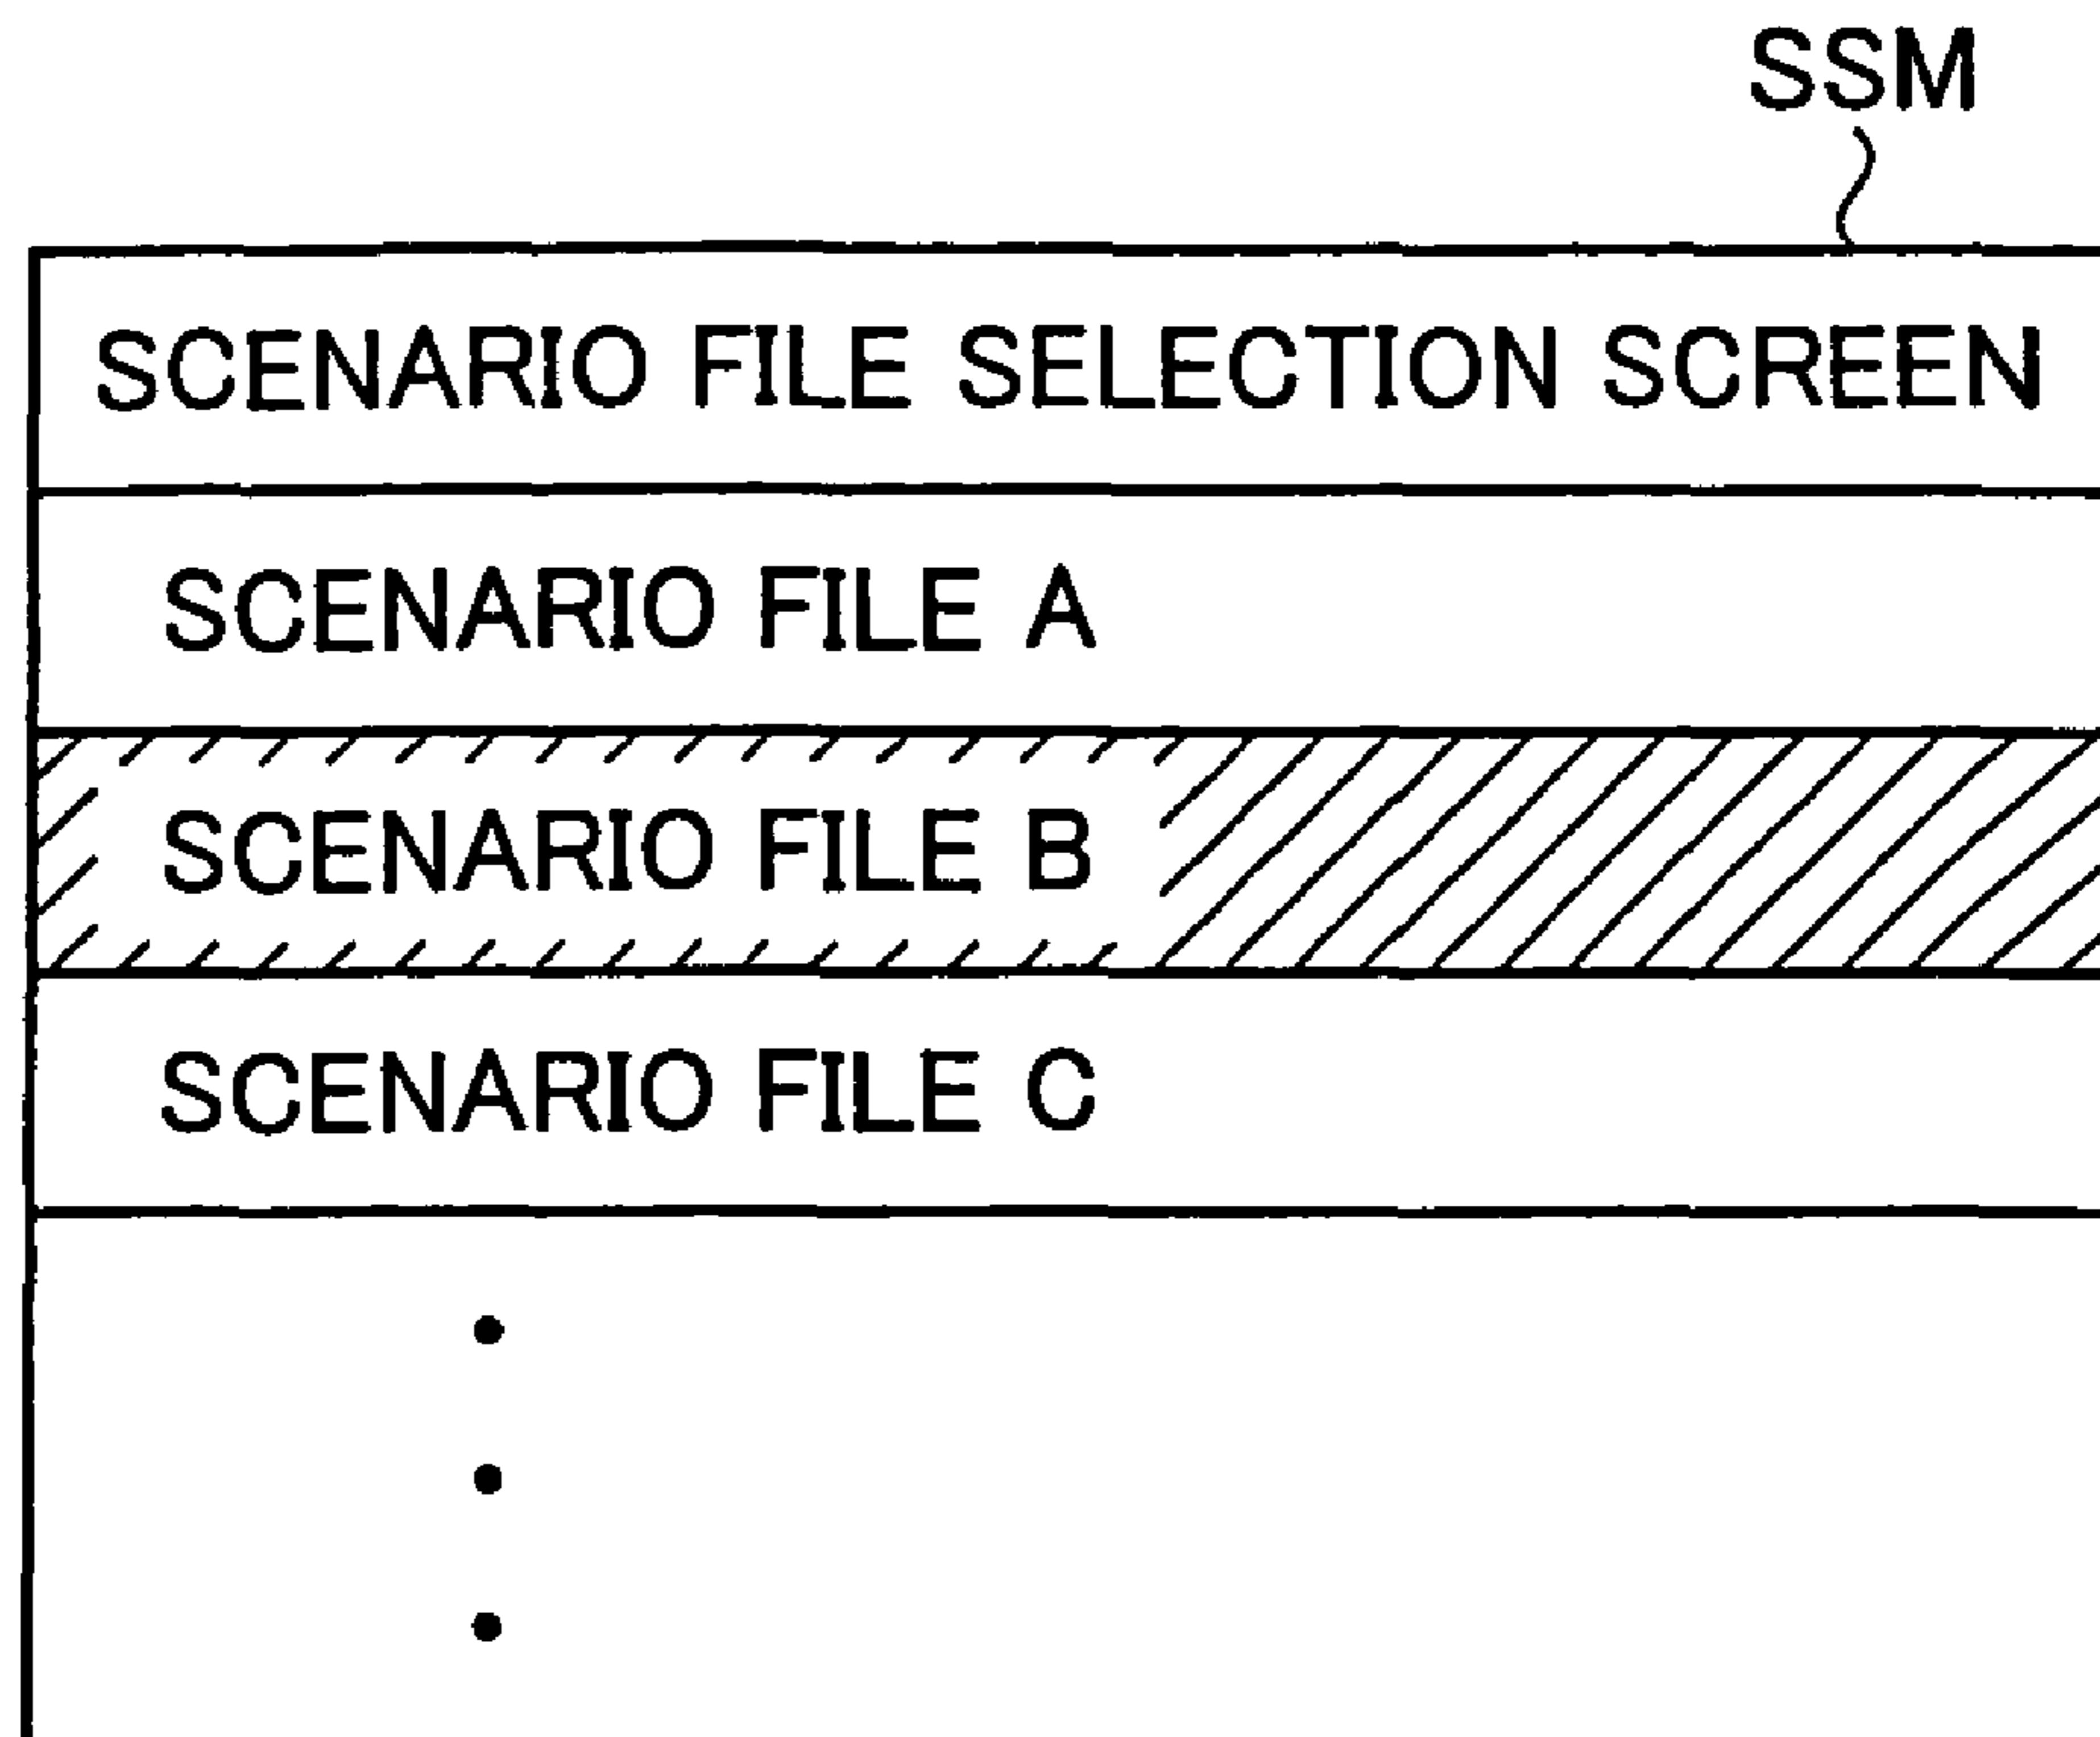 SSM
SCENARIO FILE SELECTION SCREEN
SCENARIO FILE A
SCENARIO FILE B
SCENARIO FILE C